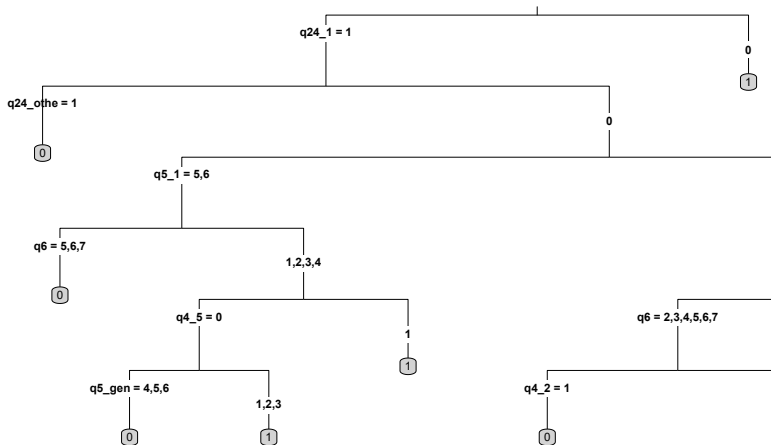 q24_1 = 1
0
1
q24_othe = 1
0
0
q5_1 = 5,6
q6 = 5,6,7
1,2,3,4
0
q4_5 = 0
q6 = 2,3,4,5,6,7
1
1
q5_gen = 4,5,6
1,2,3
q4_2 = 1
0
1
0